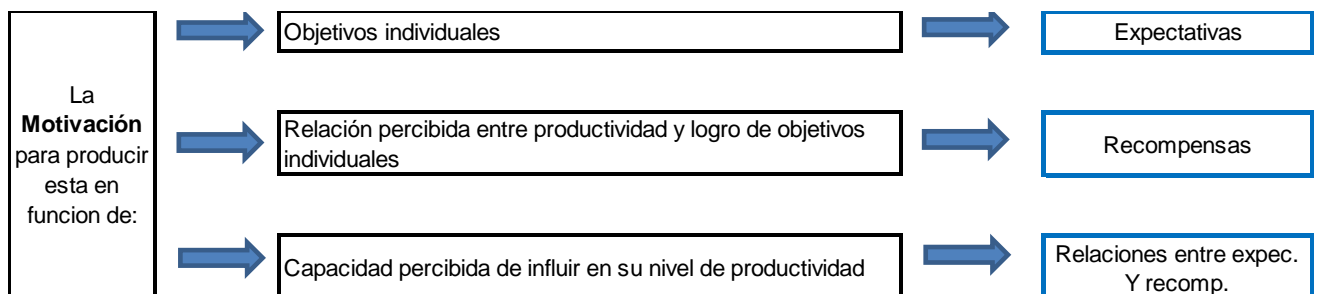 La
Motivación
para producir
esta en
funcion de:
Objetivos individuales
Expectativas
Relación percibida entre productividad y logro de objetivos
individuales
Recompensas
Capacidad percibida de influir en su nivel de productividad
Relaciones entre expec.
Y recomp.